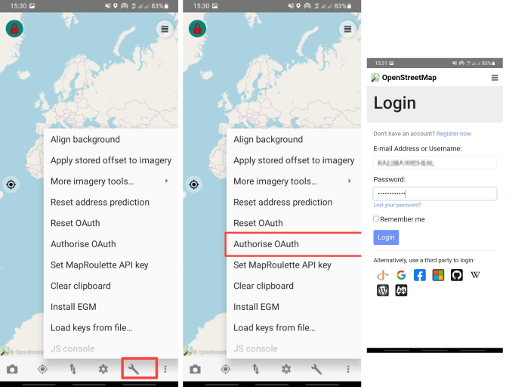 15:30
83%
Align background
Apply stored offset to imagery
More imagery tools...
Reset address prediction
Reset OAuth
Authorise OAuth
Set MapRoulette API key
Clear clipboard
Install EGM
Load keys from file...
JS console
© OpenStreetMap
15:30
83%
Align background
Apply stored offset to imagery
More imagery tools...
Reset address prediction
Reset OAuth
Authorise OAuth
Set MapRoulette API key
Clear clipboard
Install EGM
Load keys from file...
JS console
© OpenStreetMap
15:31
83%
OpenStreetMap
Login
Don't have an account? Register now
E-mail Address or Username:
Password:
Lost your password?
Remember me
Login
Alternatively, use a third party to login: